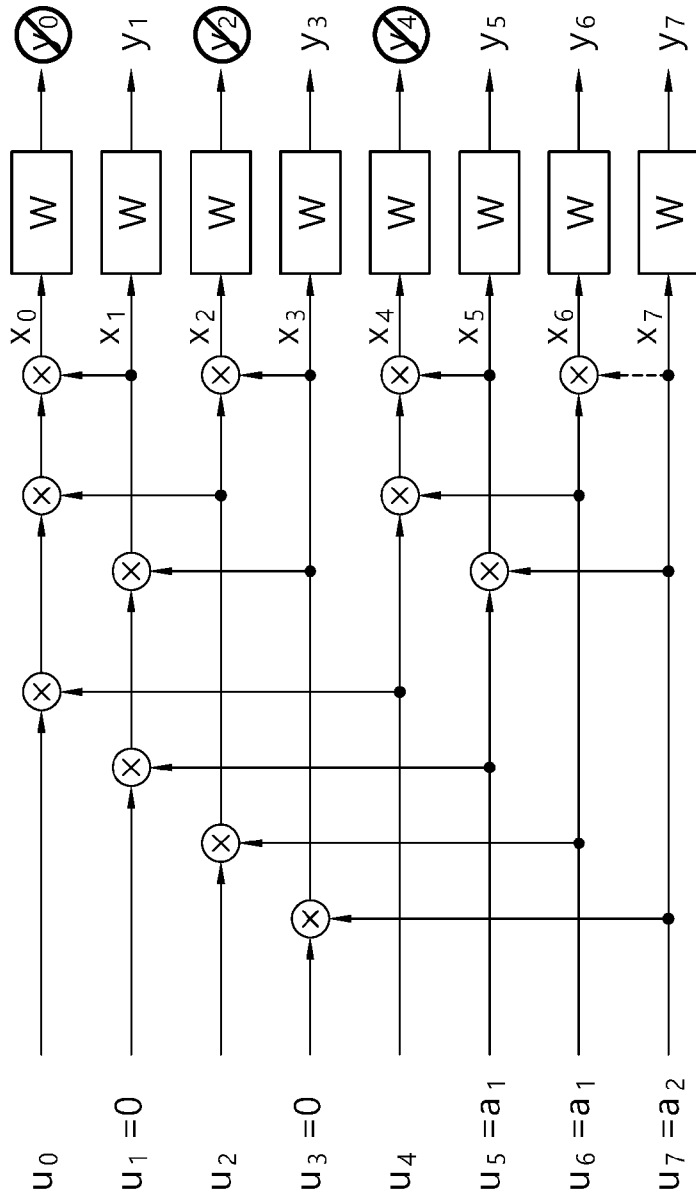 u₀ x₀ W y₀
u₁=0 x₁ W y₁
u₂ x₂ W y₂
u₃=0 x₃ W y₃
u₄ x₄ W y₄
u₅=a₁ x₅ W y₅
u₆=a₁ x₆ W y₆
u₇=a₂ x₇ W y₇